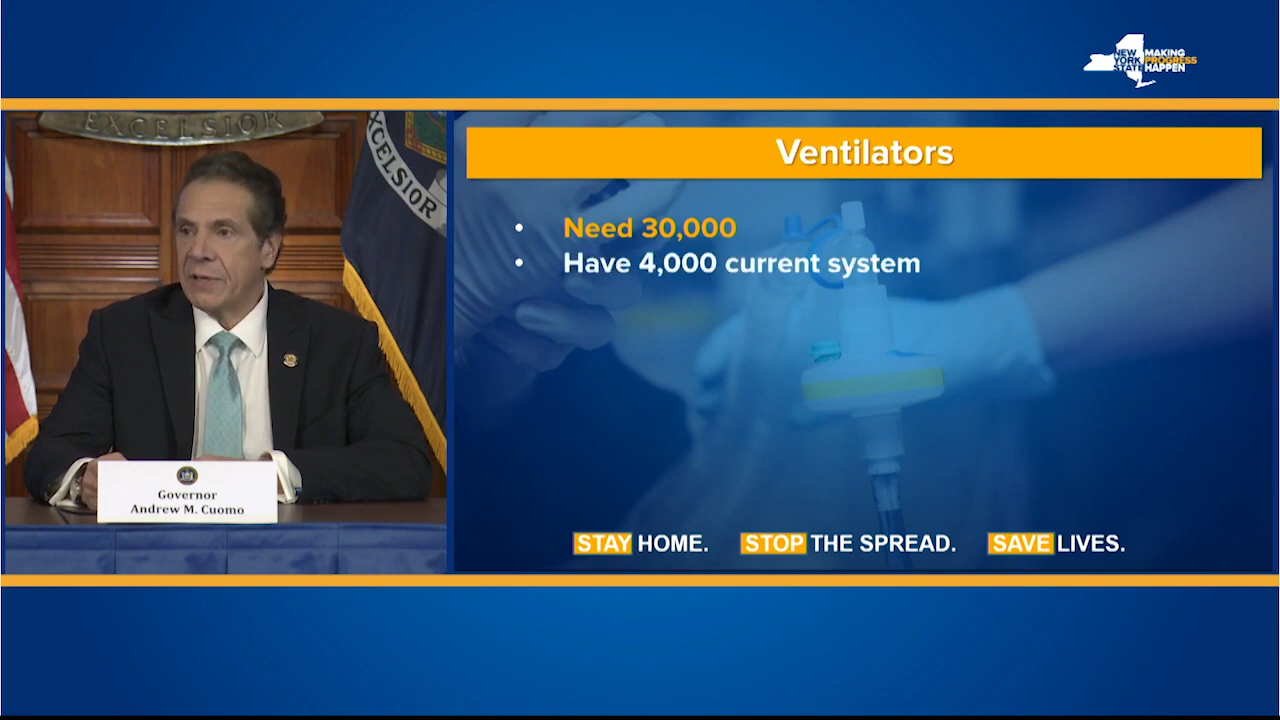 NEW YORK STATE
MAKING PROGRESS HAPPEN
EXCELSIOR
EXCELSIOR
Ventilators
• Need 30,000
• Have 4,000 current system
Governor
Andrew M. Cuomo
STAY HOME. STOP THE SPREAD. SAVE LIVES.